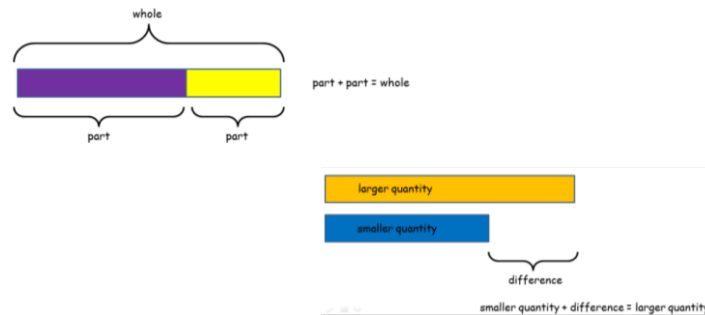 whole
part + part = whole
part part
larger quantity
smaller quantity
difference
smaller quantity + difference = larger quantity